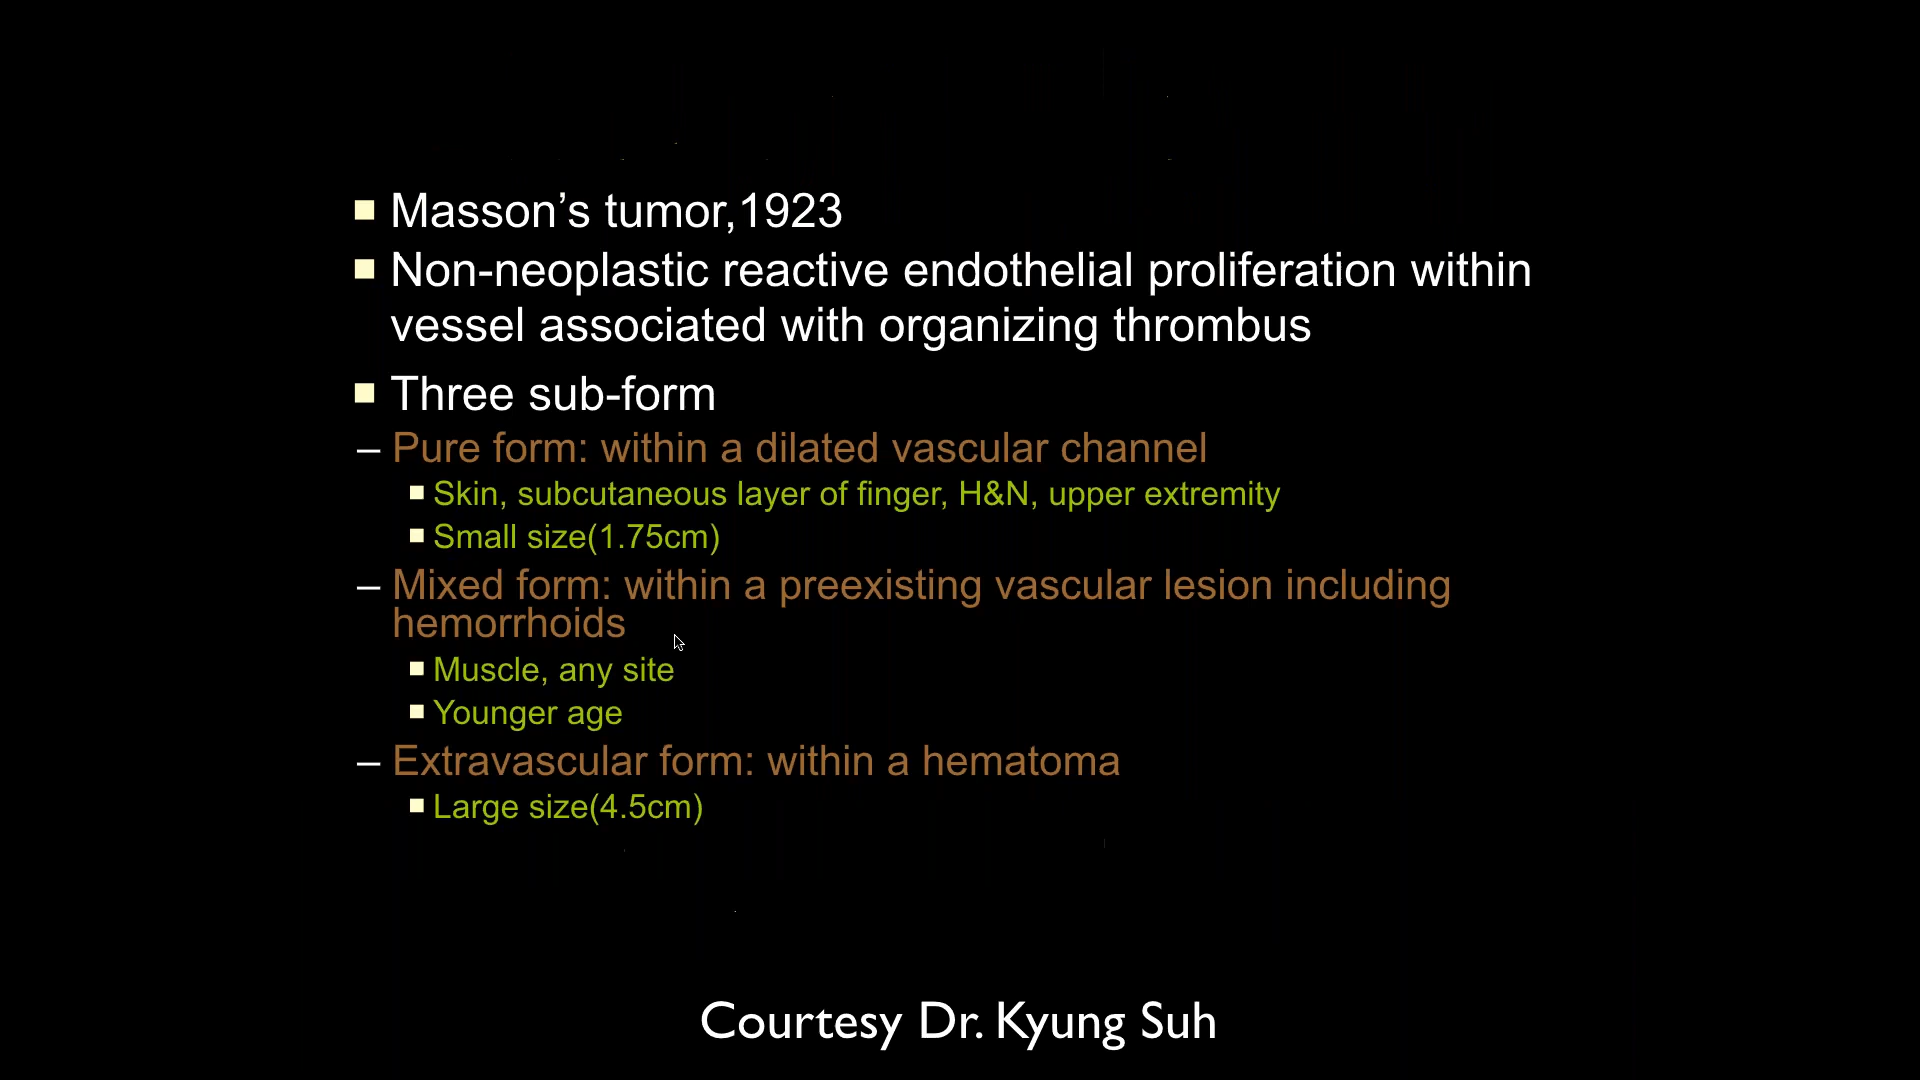 Masson’s tumor,1923
Non-neoplastic reactive endothelial proliferation within
vessel associated with organizing thrombus
Three sub-form
– Pure form: within a dilated vascular channel
Skin, subcutaneous layer of finger, H&N, upper extremity
Small size(1.75cm)
– Mixed form: within a preexisting vascular lesion including
hemorrhoids
Muscle, any site
Younger age
– Extravascular form: within a hematoma
Large size(4.5cm)
Courtesy Dr. Kyung Suh